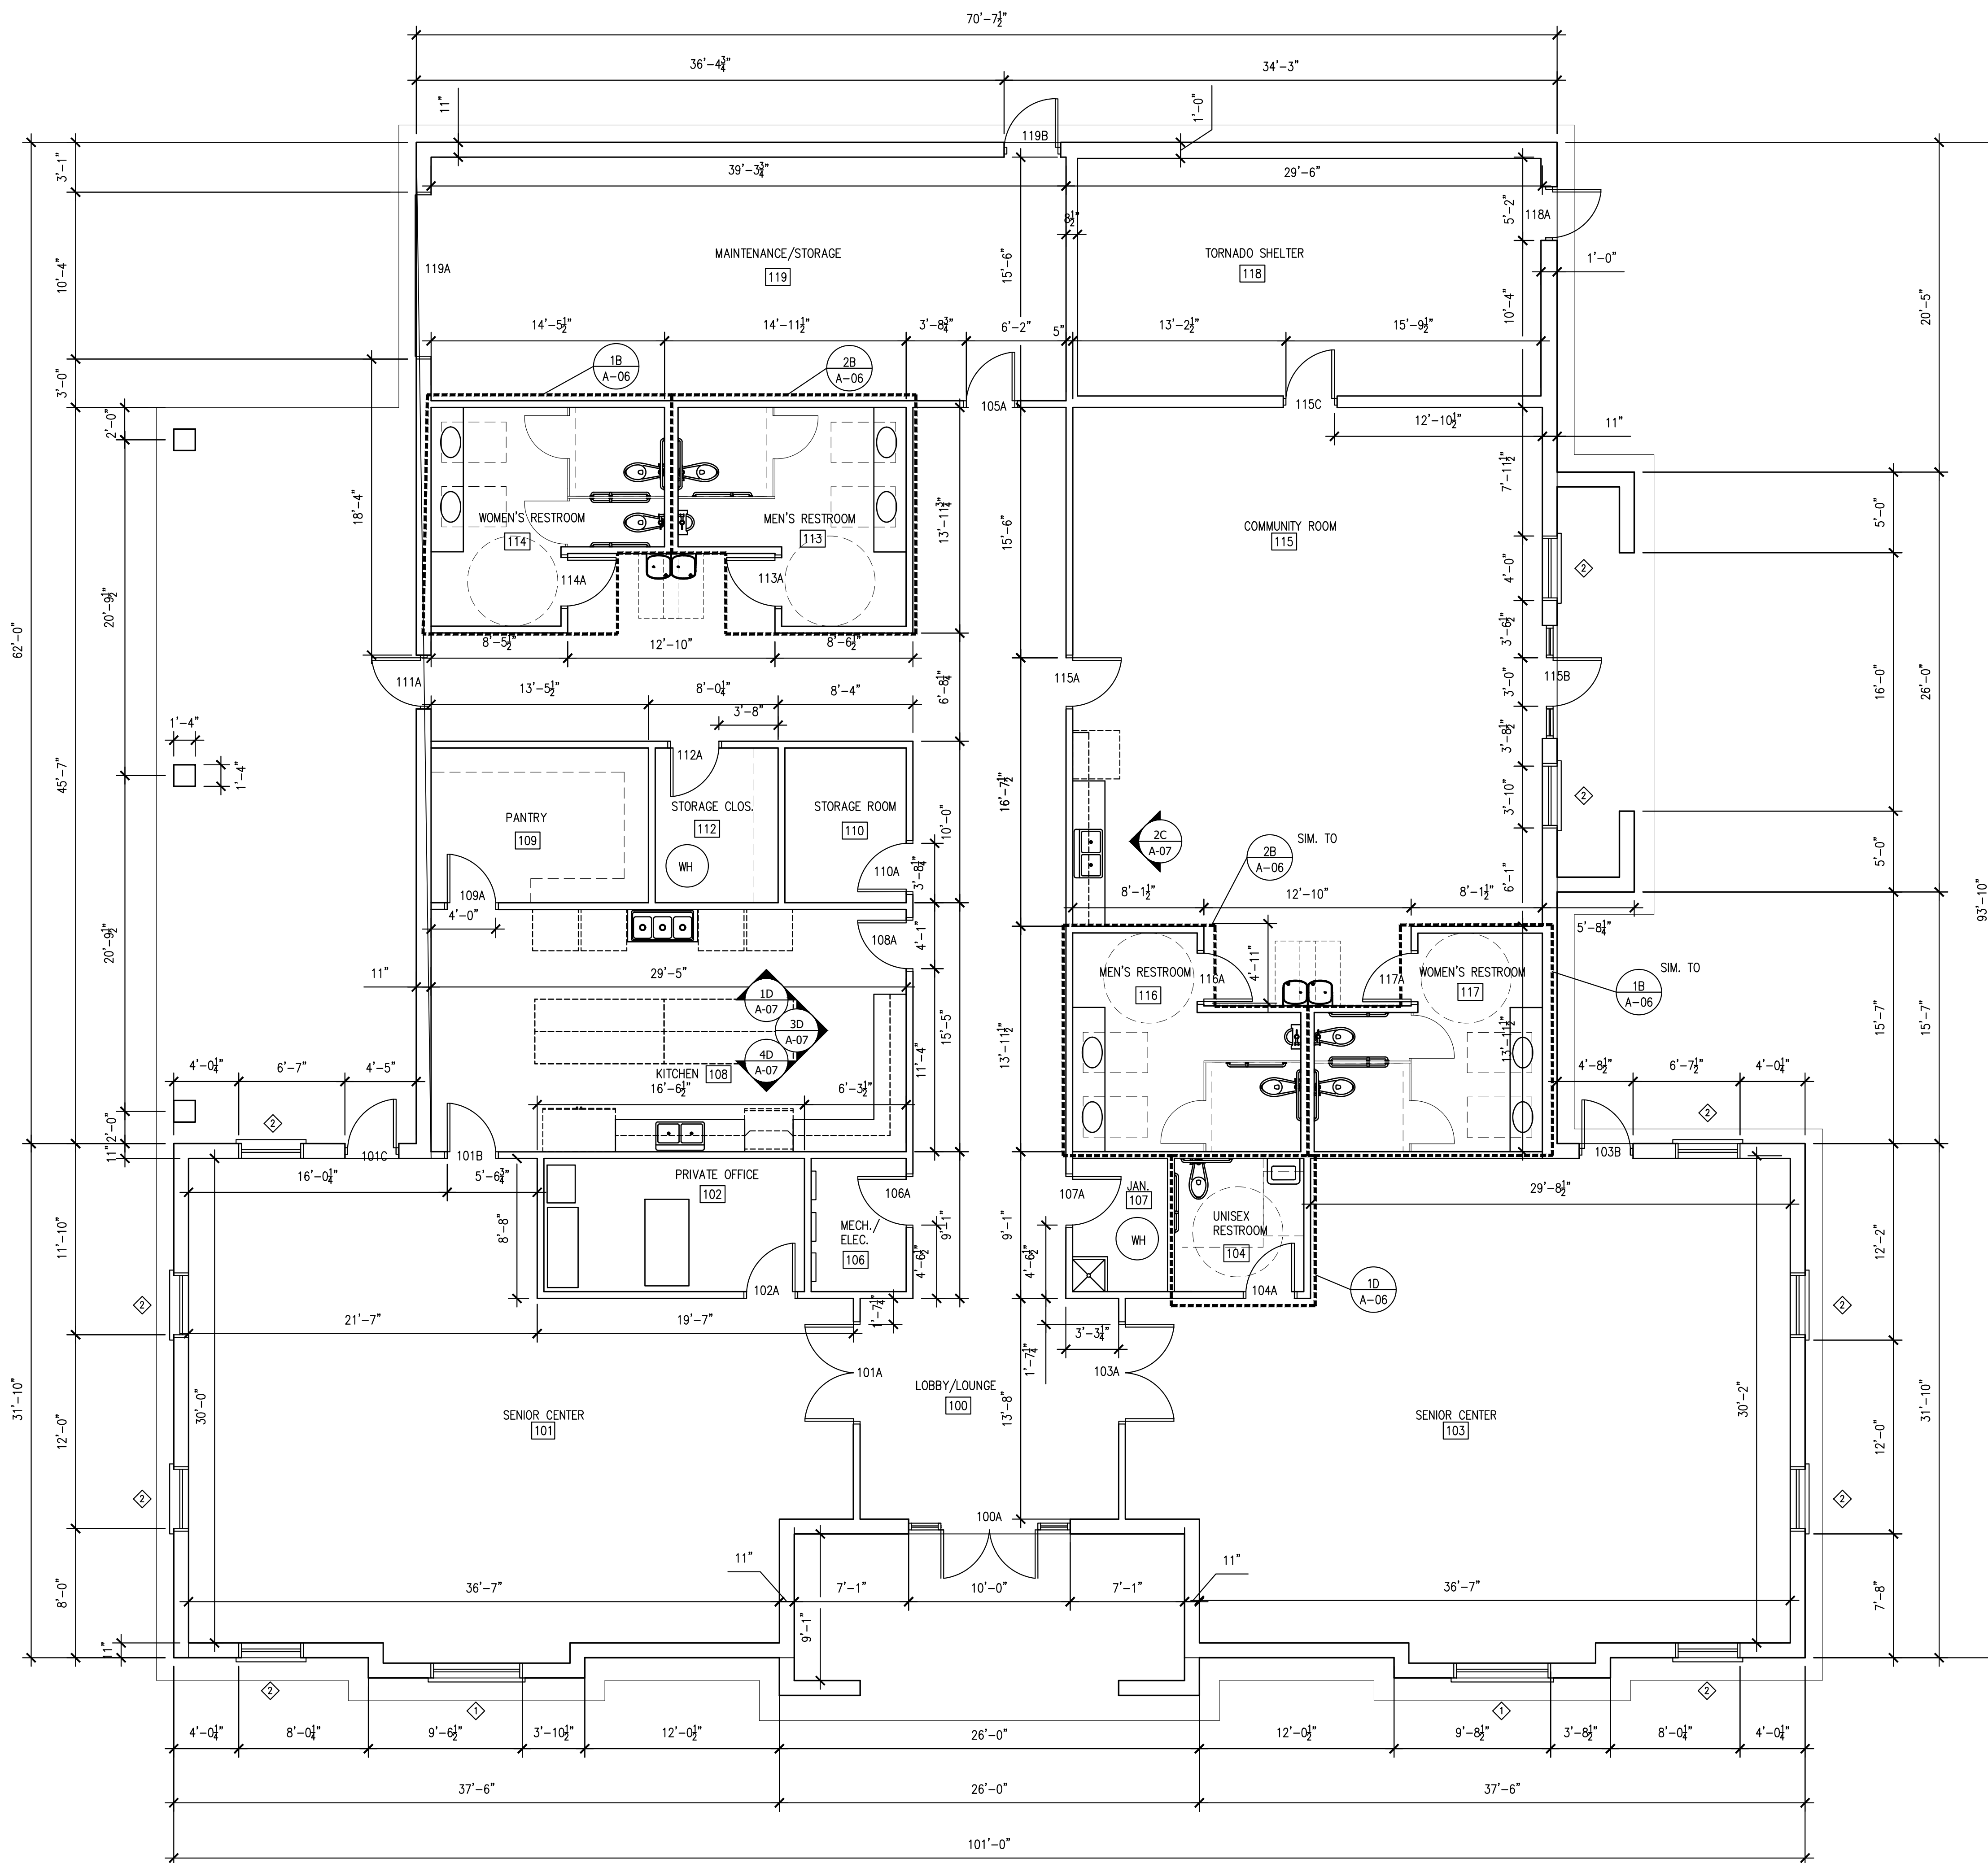 70'-7½"
36'-4¾"
34'-3"
11"
1'-0"
119B
3'-1"
39'-3¾"
29'-6"
8½"
5'-2"
118A
MAINTENANCE/STORAGE
119
TORNADO SHELTER
118
10'-4"
119A
15'-6"
1'-0"
10'-4"
20'-5"
14'-5½"
14'-11½"
3'-8¾"
6'-2"
5"
13'-2½"
15'-9½"
3'-0"
1B
A-06
2B
A-06
105A
115C
12'-10½"
11"
2'-0"
7'-11½"
18'-4"
WOMEN'S RESTROOM
114
MEN'S RESTROOM
113
13'-11¾"
15'-6"
COMMUNITY ROOM
115
5'-0"
114A
113A
4'-0"
2
20'-9½"
62'-0"
8'-5½"
12'-10"
8'-6½"
3'-6½"
111A
115A
115B
13'-5½"
8'-0¼"
8'-4"
6'-8¼"
3'-0"
16'-0"
26'-0"
3'-8"
1'-4"
1'-4"
112A
3'-8½"
45'-7"
PANTRY
109
STORAGE CLOS.
112
STORAGE ROOM
110
10'-0"
16'-7½"
3'-10"
2
WH
2C
A-07
2B
A-06
SIM. TO
109A
110A
3'-8¼"
6'-1"
5'-0"
4'-0"
8'-1½"
12'-10"
8'-1½"
20'-9½"
108A
4'-1"
5'-8¼"
11"
29'-5"
4'-11"
MEN'S RESTROOM
116
116A
117A
WOMEN'S RESTROOM
117
SIM. TO
1B
A-06
1D
A-07
3D
A-07
4D
A-07
15'-5"
11'-4"
13'-11½"
13'-11½"
15'-7"
15'-7"
93'-10"
KITCHEN
108
16'-6½"
6'-3½"
4'-0¼"
6'-7"
4'-5"
4'-8½"
6'-7½"
4'-0¼"
2
2
2'-0"
11"
101C
101B
103B
16'-0¼"
5'-6¾"
PRIVATE OFFICE
102
106A
107A
JAN.
107
29'-8½"
8'-8"
MECH./
ELEC.
106
9'-1"
4'-6½"
9'-1"
4'-6½"
WH
UNISEX
RESTROOM
104
11'-10"
12'-2"
102A
104A
1D
A-06
2
2
21'-7"
19'-7"
1'-7¼"
3'-3¼"
1'-7¼"
101A
103A
LOBBY/LOUNGE
100
30'-0"
13'-8"
30'-2"
31'-10"
31'-10"
SENIOR CENTER
101
SENIOR CENTER
103
12'-0"
12'-0"
2
2
100A
11"
11"
36'-7"
7'-1"
10'-0"
7'-1"
36'-7"
8'-0"
7'-8"
9'-1"
11"
2
1
1
2
4'-0¼"
8'-0¼"
9'-6½"
3'-10½"
12'-0½"
26'-0"
12'-0½"
9'-8½"
3'-8½"
8'-0¼"
4'-0¼"
37'-6"
26'-0"
37'-6"
101'-0"